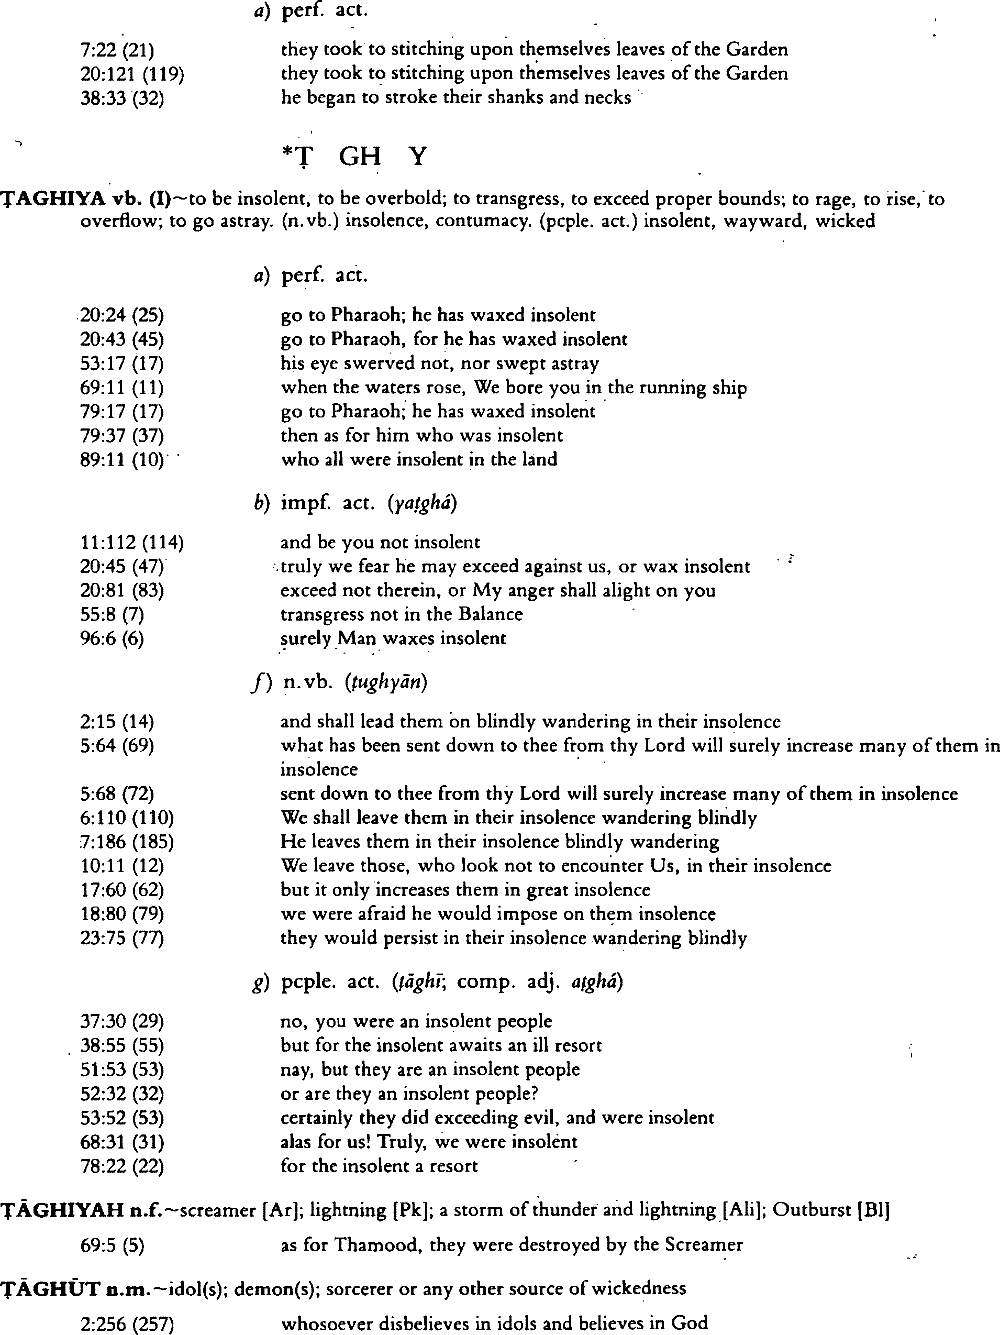 a) perf. act.
7:22 (21) they took to stitching upon themselves leaves of the Garden
20:121 (119) they took to stitching upon themselves leaves of the Garden
38:33 (32) he began to stroke their shanks and necks
*Ṭ GH Y
ṬAGHIYA vb. (I)~to be insolent, to be overbold; to transgress, to exceed proper bounds; to rage, to rise, to
overflow; to go astray. (n.vb.) insolence, contumacy. (pcple. act.) insolent, wayward, wicked
a) perf. act.
20:24 (25) go to Pharaoh; he has waxed insolent
20:43 (45) go to Pharaoh, for he has waxed insolent
53:17 (17) his eye swerved not, nor swept astray
69:11 (11) when the waters rose, We bore you in the running ship
79:17 (17) go to Pharaoh; he has waxed insolent
79:37 (37) then as for him who was insolent
89:11 (10) who all were insolent in the land
b) impf. act. (yaṭghá)
11:112 (114) and be you not insolent
20:45 (47) truly we fear he may exceed against us, or wax insolent
20:81 (83) exceed not therein, or My anger shall alight on you
55:8 (7) transgress not in the Balance
96:6 (6) surely Man waxes insolent
f) n.vb. (ṭughyān)
2:15 (14) and shall lead them on blindly wandering in their insolence
5:64 (69) what has been sent down to thee from thy Lord will surely increase many of them in
insolence
5:68 (72) sent down to thee from thy Lord will surely increase many of them in insolence
6:110 (110) We shall leave them in their insolence wandering blindly
7:186 (185) He leaves them in their insolence blindly wandering
10:11 (12) We leave those, who look not to encounter Us, in their insolence
17:60 (62) but it only increases them in great insolence
18:80 (79) we were afraid he would impose on them insolence
23:75 (77) they would persist in their insolence wandering blindly
g) pcple. act. (ṭāghī; comp. adj. aṭghá)
37:30 (29) no, you were an insolent people
38:55 (55) but for the insolent awaits an ill resort
51:53 (53) nay, but they are an insolent people
52:32 (32) or are they an insolent people?
53:52 (53) certainly they did exceeding evil, and were insolent
68:31 (31) alas for us! Truly, we were insolent
78:22 (22) for the insolent a resort
ṬĀGHIYAH n.f.~screamer [Ar]; lightning [Pk]; a storm of thunder and lightning [Ali]; Outburst [Bl]
69:5 (5) as for Thamood, they were destroyed by the Screamer
ṬĀGHŪT n.m.~idol(s); demon(s); sorcerer or any other source of wickedness
2:256 (257) whosoever disbelieves in idols and believes in God